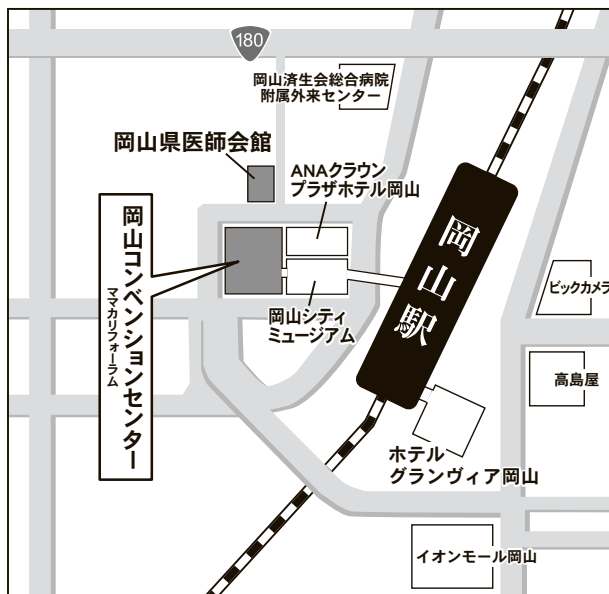 180
岡山済生会総合病院
附属外来センター
岡山県医師会館
ANAクラウン
プラザホテル岡山
岡山コンベンションセンター
ママカリフォーラム
岡山シティ
ミュージアム
岡山駅
ビックカメラ
高島屋
ホテル
グランヴィア岡山
イオンモール岡山